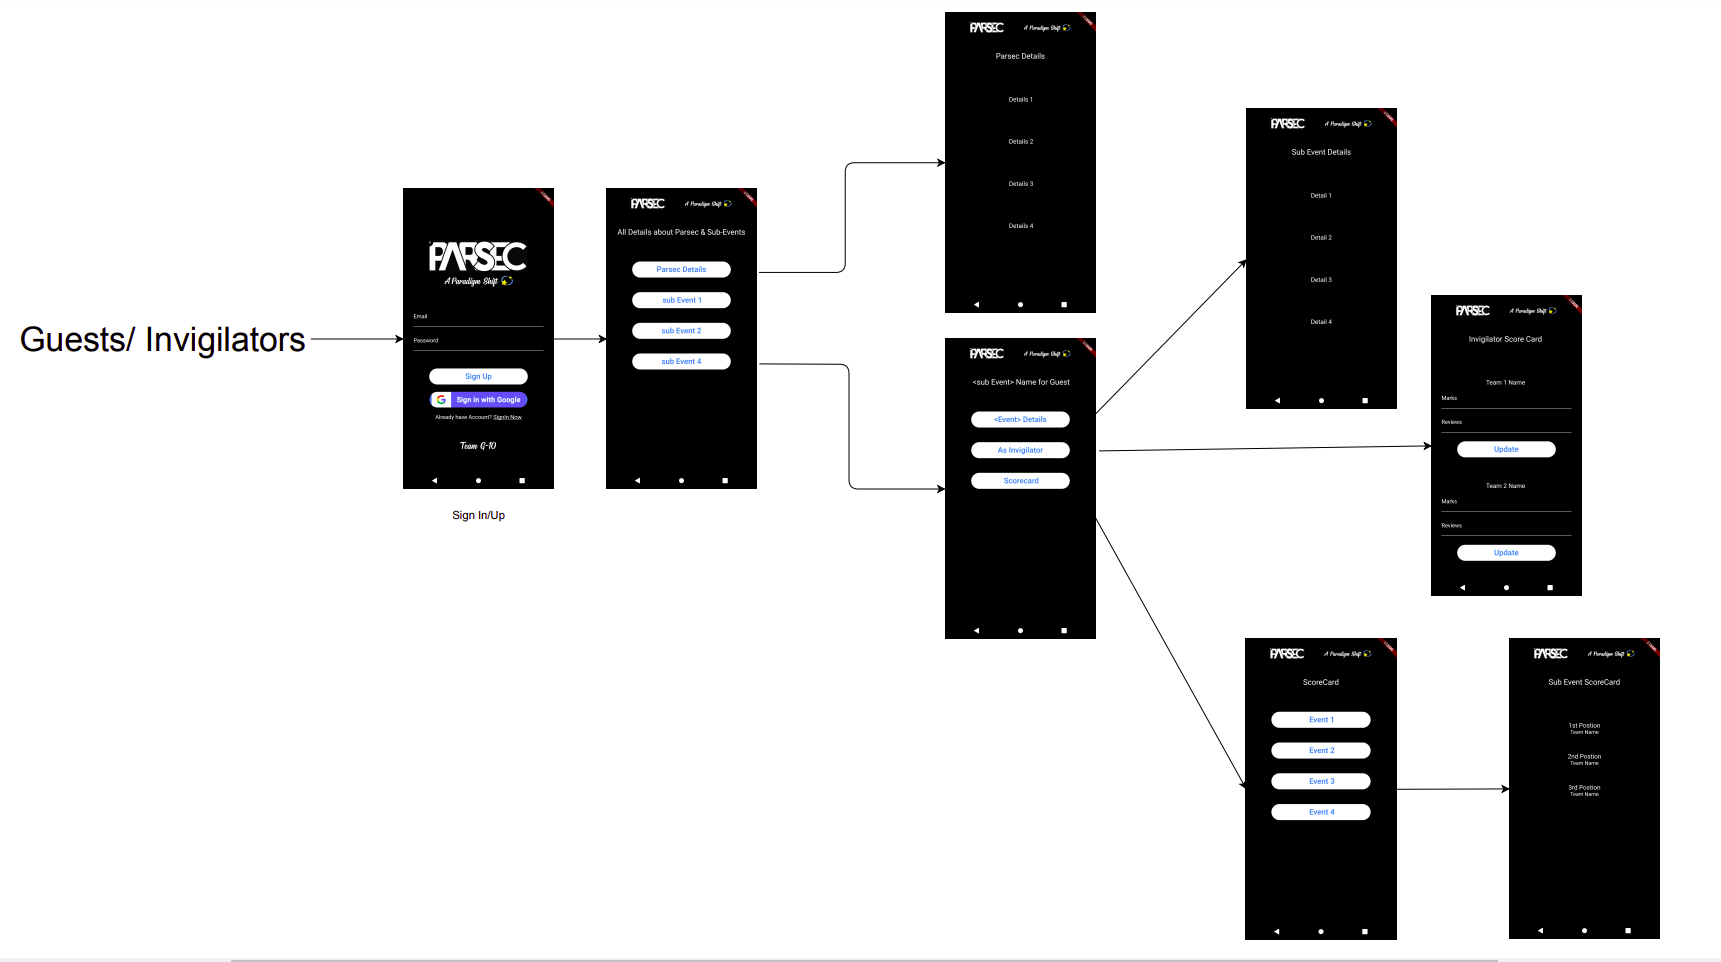 Guests/ Invigilators
PARSEC
A Paradigm Shift
Email
Password
Sign Up
G Sign in with Google
Already have Account? SignIn Now
Team G-10
Sign In/Up
PARSEC A Paradigm Shift
All Details about Parsec & Sub-Events
Parsec Details
sub Event 1
sub Event 2
sub Event 4
PARSEC A Paradigm Shift
Parsec Details
Details 1
Details 2
Details 3
Details 4
PARSEC A Paradigm Shift
<sub Event> Name for Guest
<Event> Details
As Invigilator
Scorecard
PARSEC A Paradigm Shift
Sub Event Details
Detail 1
Detail 2
Detail 3
Detail 4
PARSEC A Paradigm Shift
Invigilator Score Card
Team 1 Name
Marks
Reviews
Update
Team 2 Name
Marks
Reviews
Update
PARSEC A Paradigm Shift
ScoreCard
Event 1
Event 2
Event 3
Event 4
PARSEC A Paradigm Shift
Sub Event ScoreCard
1st Postion
Team Name
2nd Postion
Team Name
3rd Postion
Team Name